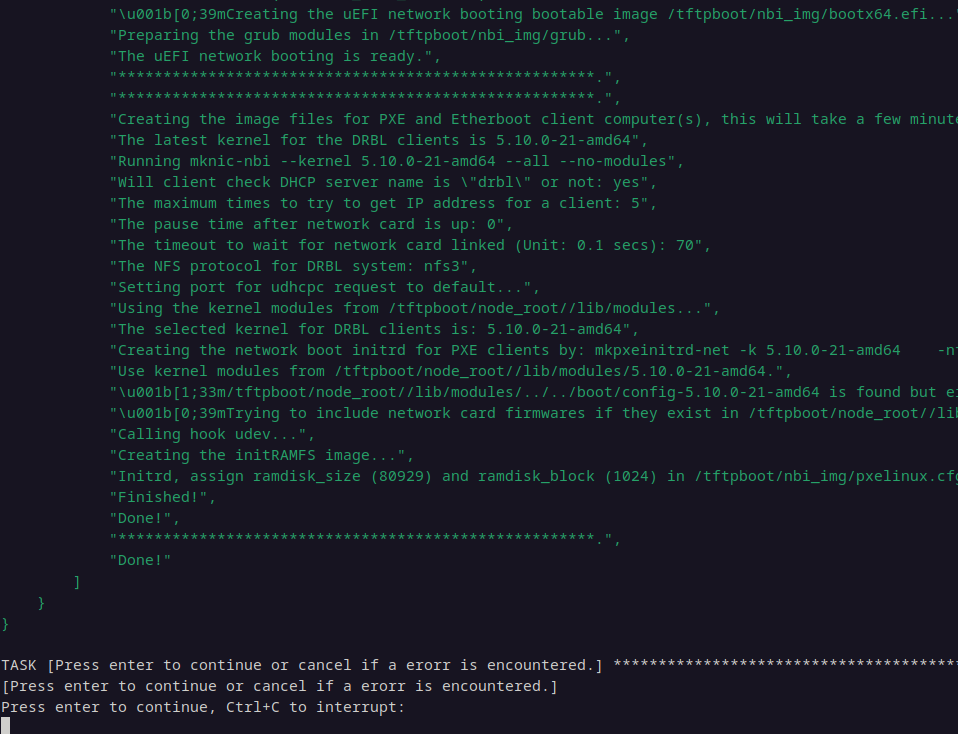 "\u001b[0;39mCreating the uEFI network booting bootable image /tftpboot/nbi_img/bootx64.efi..."
"Preparing the grub modules in /tftpboot/nbi_img/grub...",
"The uEFI network booting is ready.",
"*****************************************************.",
"*****************************************************.",
"Creating the image files for PXE and Etherboot client computer(s), this will take a few minute
"The latest kernel for the DRBL clients is 5.10.0-21-amd64",
"Running mknic-nbi --kernel 5.10.0-21-amd64 --all --no-modules",
"Will client check DHCP server name is \"drbl\" or not: yes",
"The maximum times to try to get IP address for a client: 5",
"The pause time after network card is up: 0",
"The timeout to wait for network card linked (Unit: 0.1 secs): 70",
"The NFS protocol for DRBL system: nfs3",
"Setting port for udhcpc request to default...",
"Using the kernel modules from /tftpboot/node_root//lib/modules...",
"The selected kernel for DRBL clients is: 5.10.0-21-amd64",
"Creating the network boot initrd for PXE clients by: mkpxeinitrd-net -k 5.10.0-21-amd64    -n
"Use kernel modules from /tftpboot/node_root//lib/modules/5.10.0-21-amd64.",
"\u001b[1;33m/tftpboot/node_root//lib/modules/../../boot/config-5.10.0-21-amd64 is found but e
"\u001b[0;39mTrying to include network card firmwares if they exist in /tftpboot/node_root//lib
"Calling hook udev...",
"Creating the initRAMFS image...",
"Initrd, assign ramdisk_size (80929) and ramdisk_block (1024) in /tftpboot/nbi_img/pxelinux.cfg
"Finished!",
"Done!",
"*****************************************************.",
"Done!"
]
}
}
TASK [Press enter to continue or cancel if a erorr is encountered.] **************************************
[Press enter to continue or cancel if a erorr is encountered.]
Press enter to continue, Ctrl+C to interrupt: